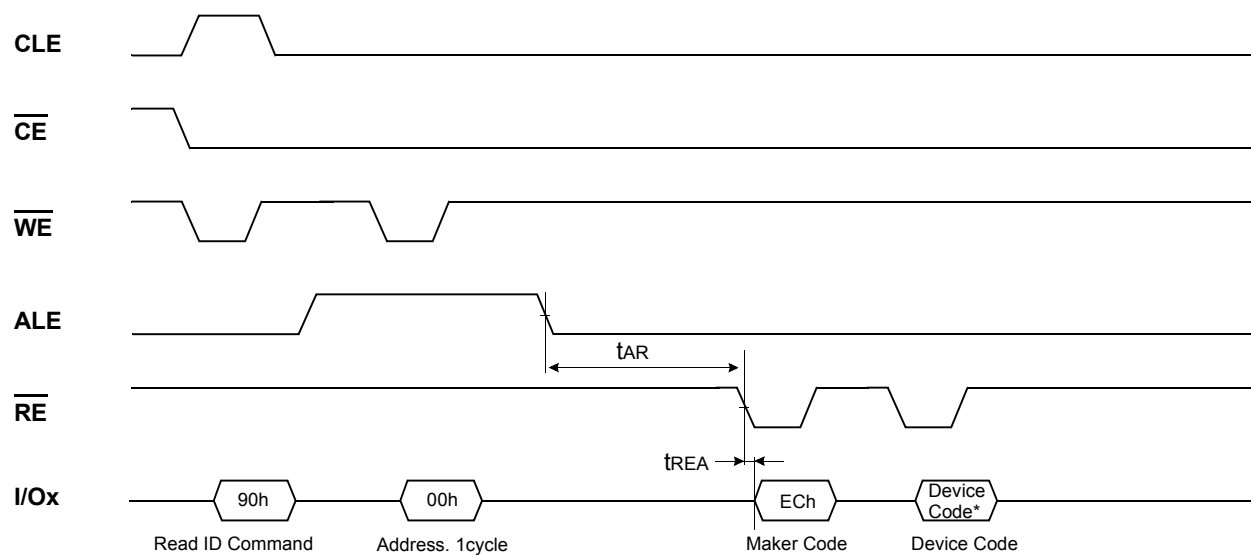 CLE
CE
WE
ALE
tAR
RE
tREA
I/Ox
90h
00h
ECh
Device
Code*
Read ID Command
Address. 1cycle
Maker Code
Device Code